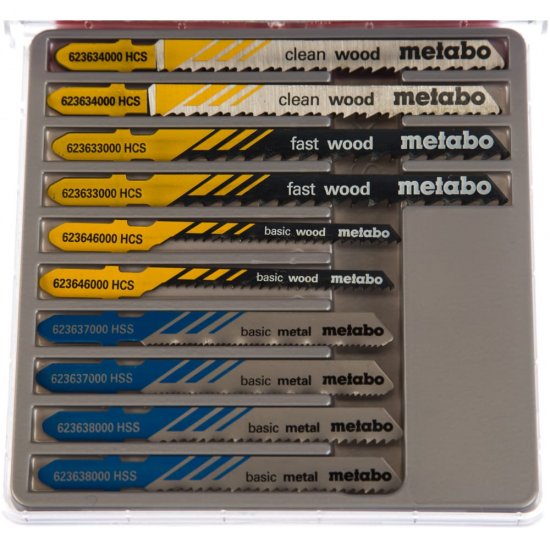 623634000 HCS clean wood metabo
623634000 HCS clean wood metabo
623633000 HCS fast wood metabo
623633000 HCS fast wood metabo
623646000 HCS basic wood metabo
623646000 HCS basic wood metabo
623637000 HSS basic metal metabo
623637000 HSS basic metal metabo
623638000 HSS basic metal metabo
623638000 HSS basic metal metabo